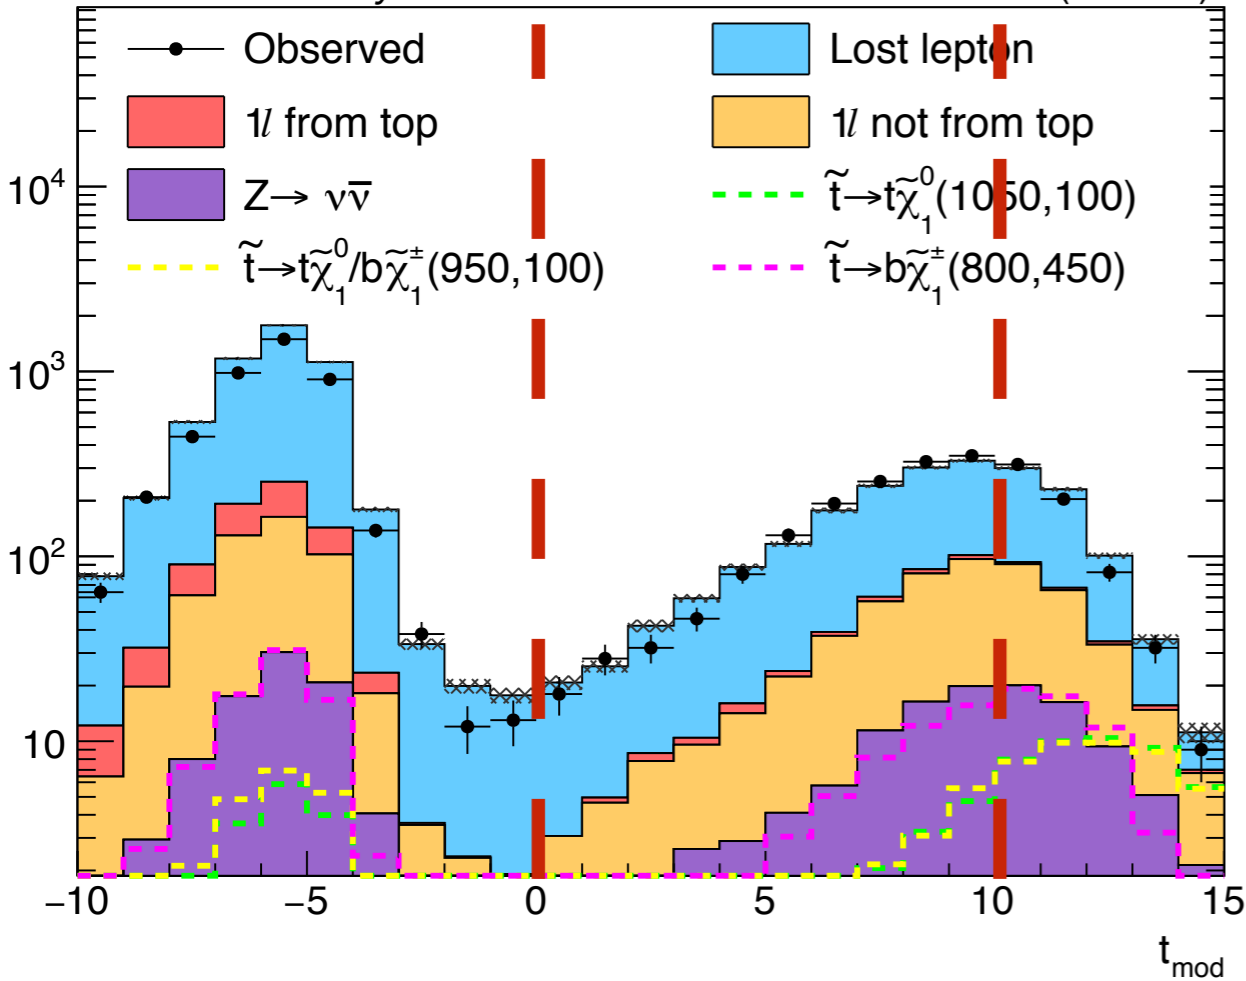 Observed
Lost lepton
1l from top
1l not from top
Z→ νν̅
t̃→tχ̃₁⁰(1050,100)
t̃→tχ̃₁⁰/bχ̃₁±(950,100)
t̃→bχ̃₁±(800,450)
10⁴
10³
10²
10
−10 −5 0 5 10 15
t_mod